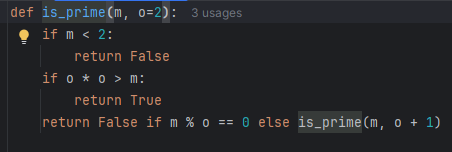 def is_prime(m, o=2): 3 usages
    if m < 2:
        return False
    if o * o > m:
        return True
    return False if m % o == 0 else is_prime(m, o + 1)